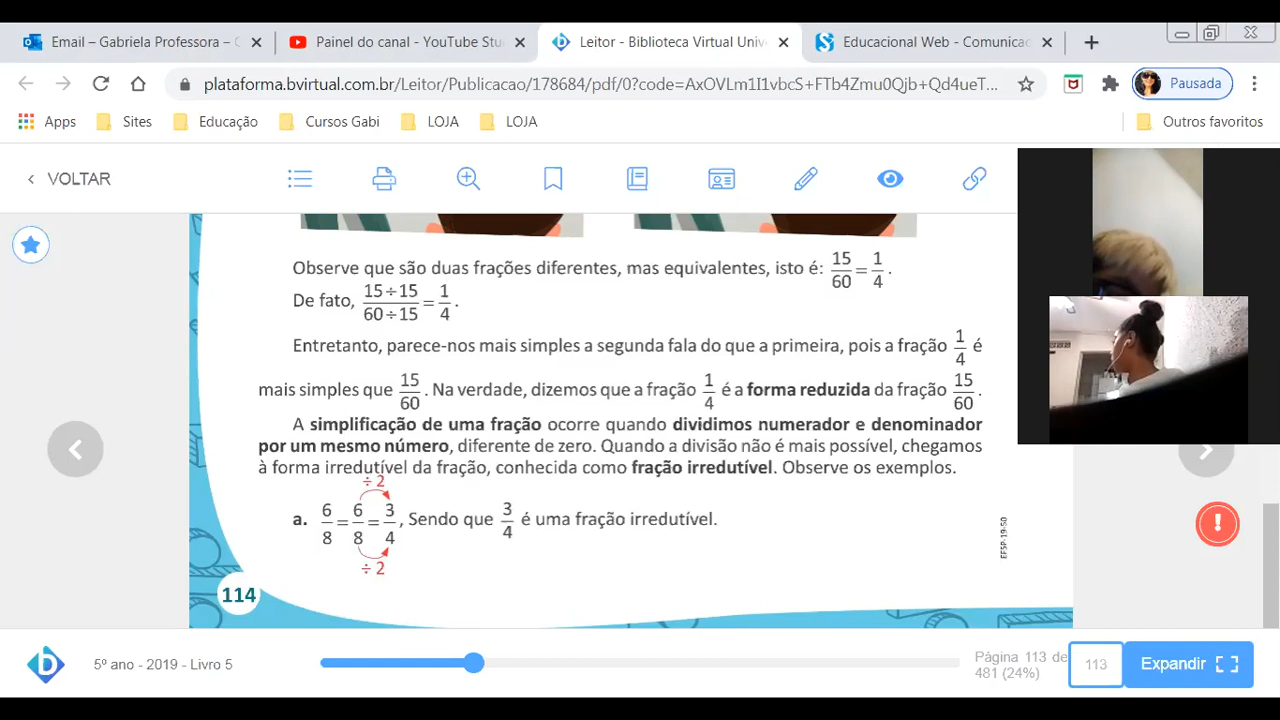 Email – Gabriela Professora – C
Painel do canal - YouTube Stu
Leitor - Biblioteca Virtual Unive
Educacional Web - Comunicac
plataforma.bvirtual.com.br/Leitor/Publicacao/178684/pdf/0?code=AxOVLm1I1vbcS+FTb4Zmu0Qjb+Qd4ueT...
Pausada
Apps
Sites
Educação
Cursos Gabi
LOJA
LOJA
Outros favoritos
VOLTAR
Observe que são duas frações diferentes, mas equivalentes, isto é: 15/60 = 1/4.
De fato, 15 ÷ 15 / 60 ÷ 15 = 1/4.
Entretanto, parece-nos mais simples a segunda fala do que a primeira, pois a fração 1/4 é
mais simples que 15/60. Na verdade, dizemos que a fração 1/4 é a forma reduzida da fração 15/60.
A simplificação de uma fração ocorre quando dividimos numerador e denominador
por um mesmo número, diferente de zero. Quando a divisão não é mais possível, chegamos
à forma irredutível da fração, conhecida como fração irredutível. Observe os exemplos.
÷ 2
a. 6/8 = 6/8 = 3/4, Sendo que 3/4 é uma fração irredutível.
÷ 2
EF5P-19-50
114
5º ano - 2019 - Livro 5
Página 113 de
481 (24%)
113
Expandir